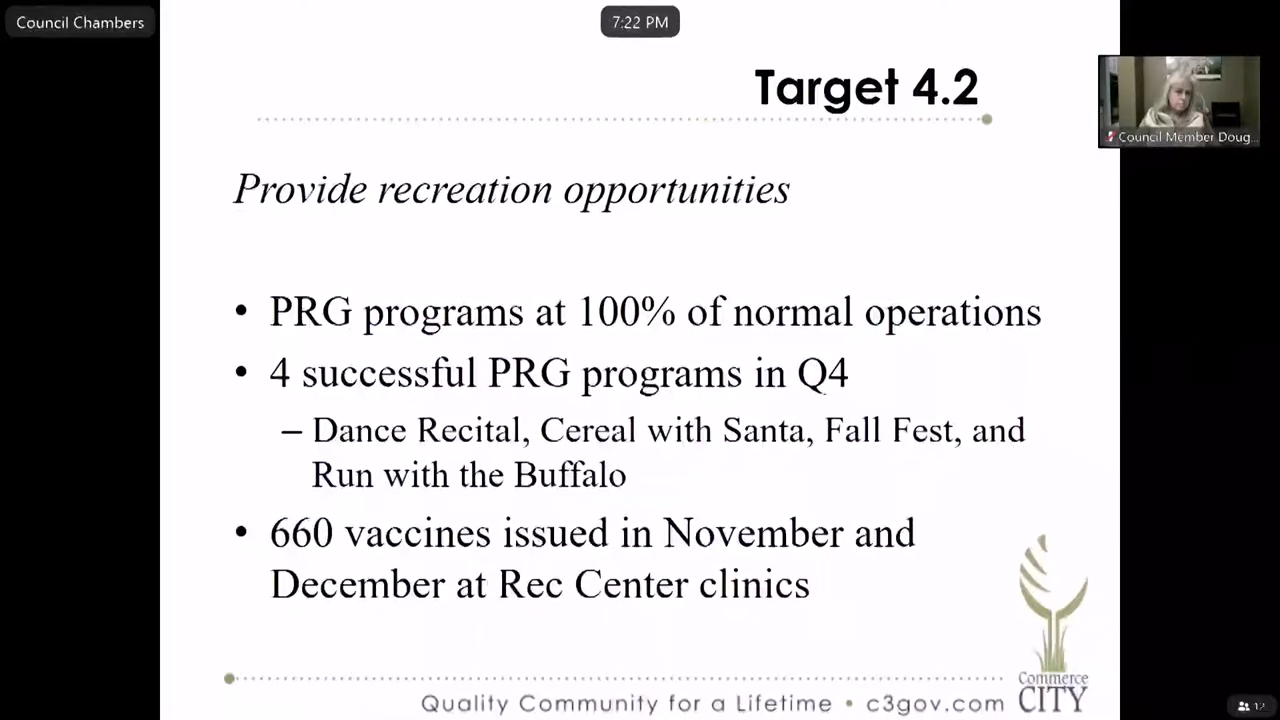 Council Chambers
7:22 PM
Target 4.2
Council Member Doug...
Provide recreation opportunities
• PRG programs at 100% of normal operations
• 4 successful PRG programs in Q4
– Dance Recital, Cereal with Santa, Fall Fest, and
Run with the Buffalo
• 660 vaccines issued in November and
December at Rec Center clinics
Commerce
CITY
Quality Community for a Lifetime • c3gov.com
12